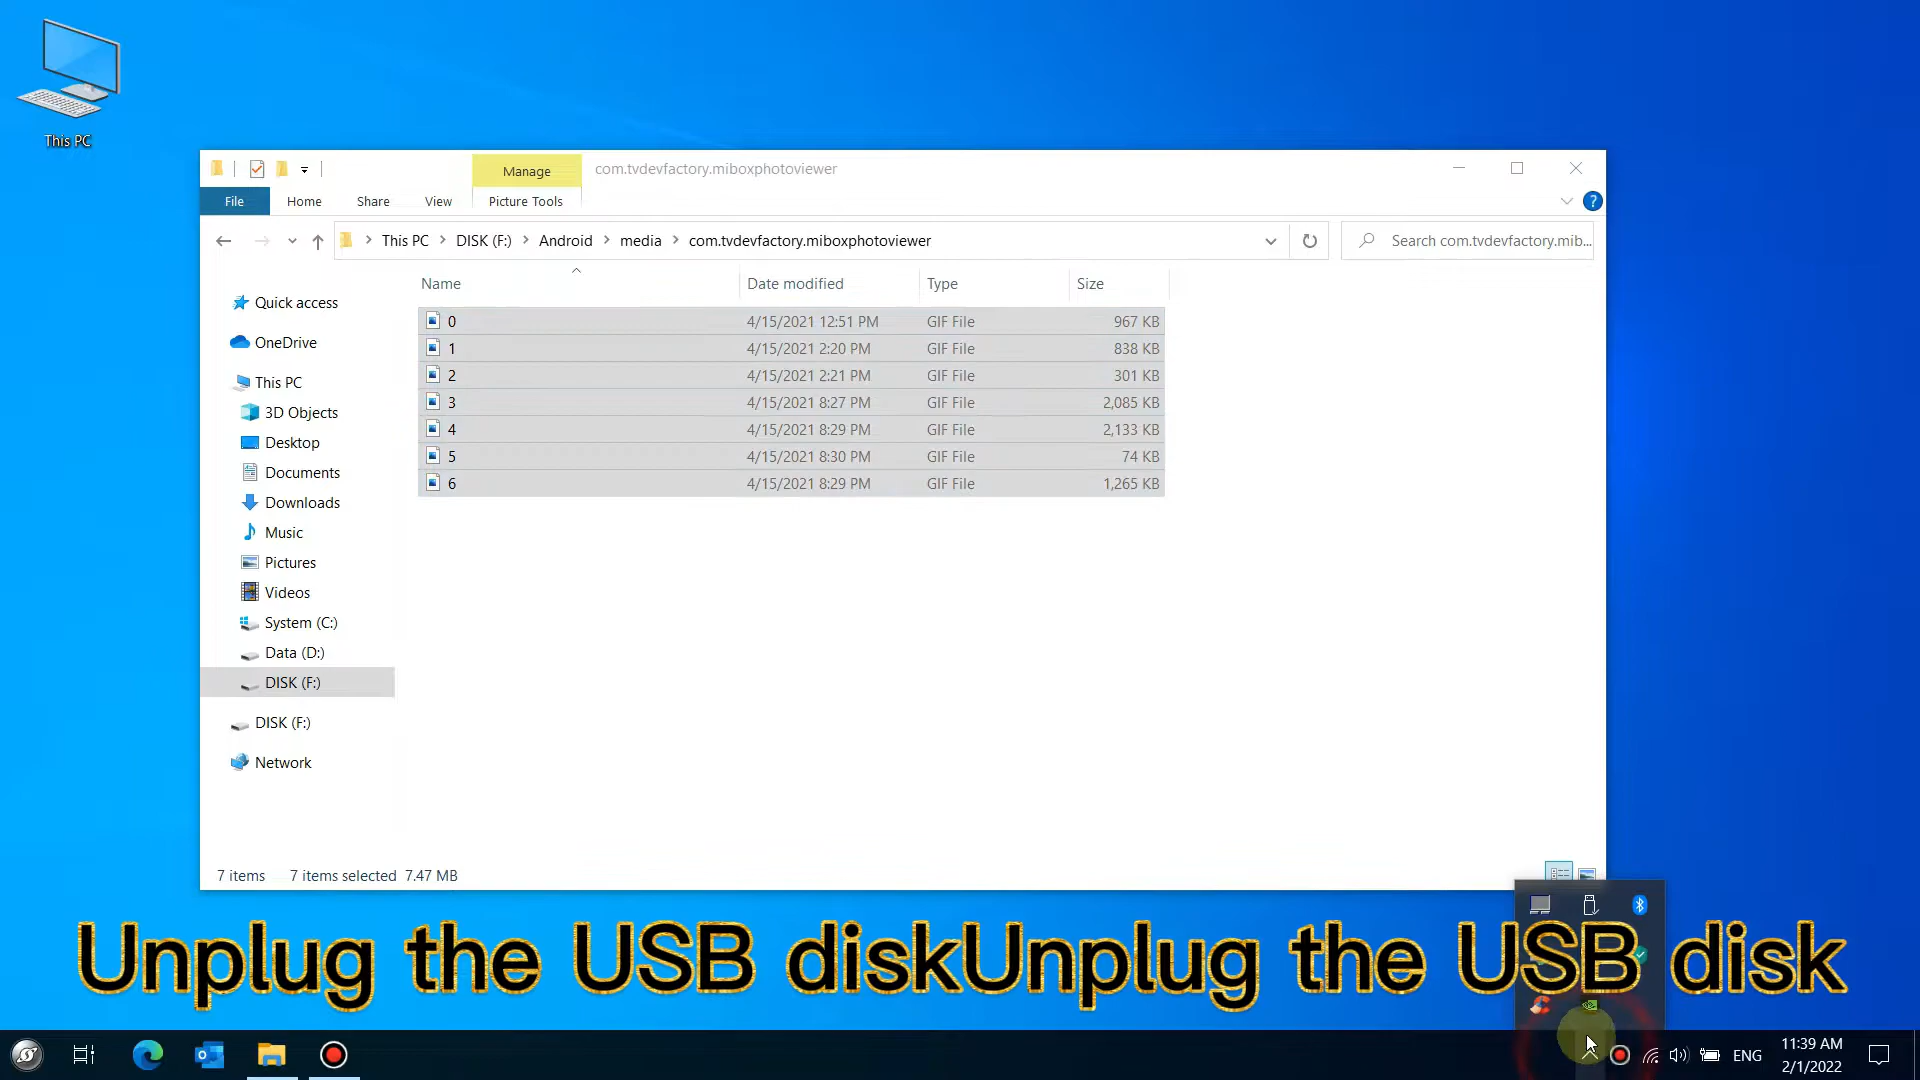 This PC
Manage
com.tvdevfactory.miboxphotoviewer
File Home Share View Picture Tools
?
This PC DISK (F:) Android media com.tvdevfactory.miboxphotoviewer
Search com.tvdevfactory.mib...
Name Date modified Type Size
0 4/15/2021 12:51 PM GIF File 967 KB
1 4/15/2021 2:20 PM GIF File 838 KB
2 4/15/2021 2:21 PM GIF File 301 KB
3 4/15/2021 8:27 PM GIF File 2,085 KB
4 4/15/2021 8:29 PM GIF File 2,133 KB
5 4/15/2021 8:30 PM GIF File 74 KB
6 4/15/2021 8:29 PM GIF File 1,265 KB
Quick access
OneDrive
This PC
3D Objects
Desktop
Documents
Downloads
Music
Pictures
Videos
System (C:)
Data (D:)
DISK (F:)
DISK (F:)
Network
7 items 7 items selected 7.47 MB
Unplug the USB diskUnplug the USB disk
ENG
11:39 AM
2/1/2022